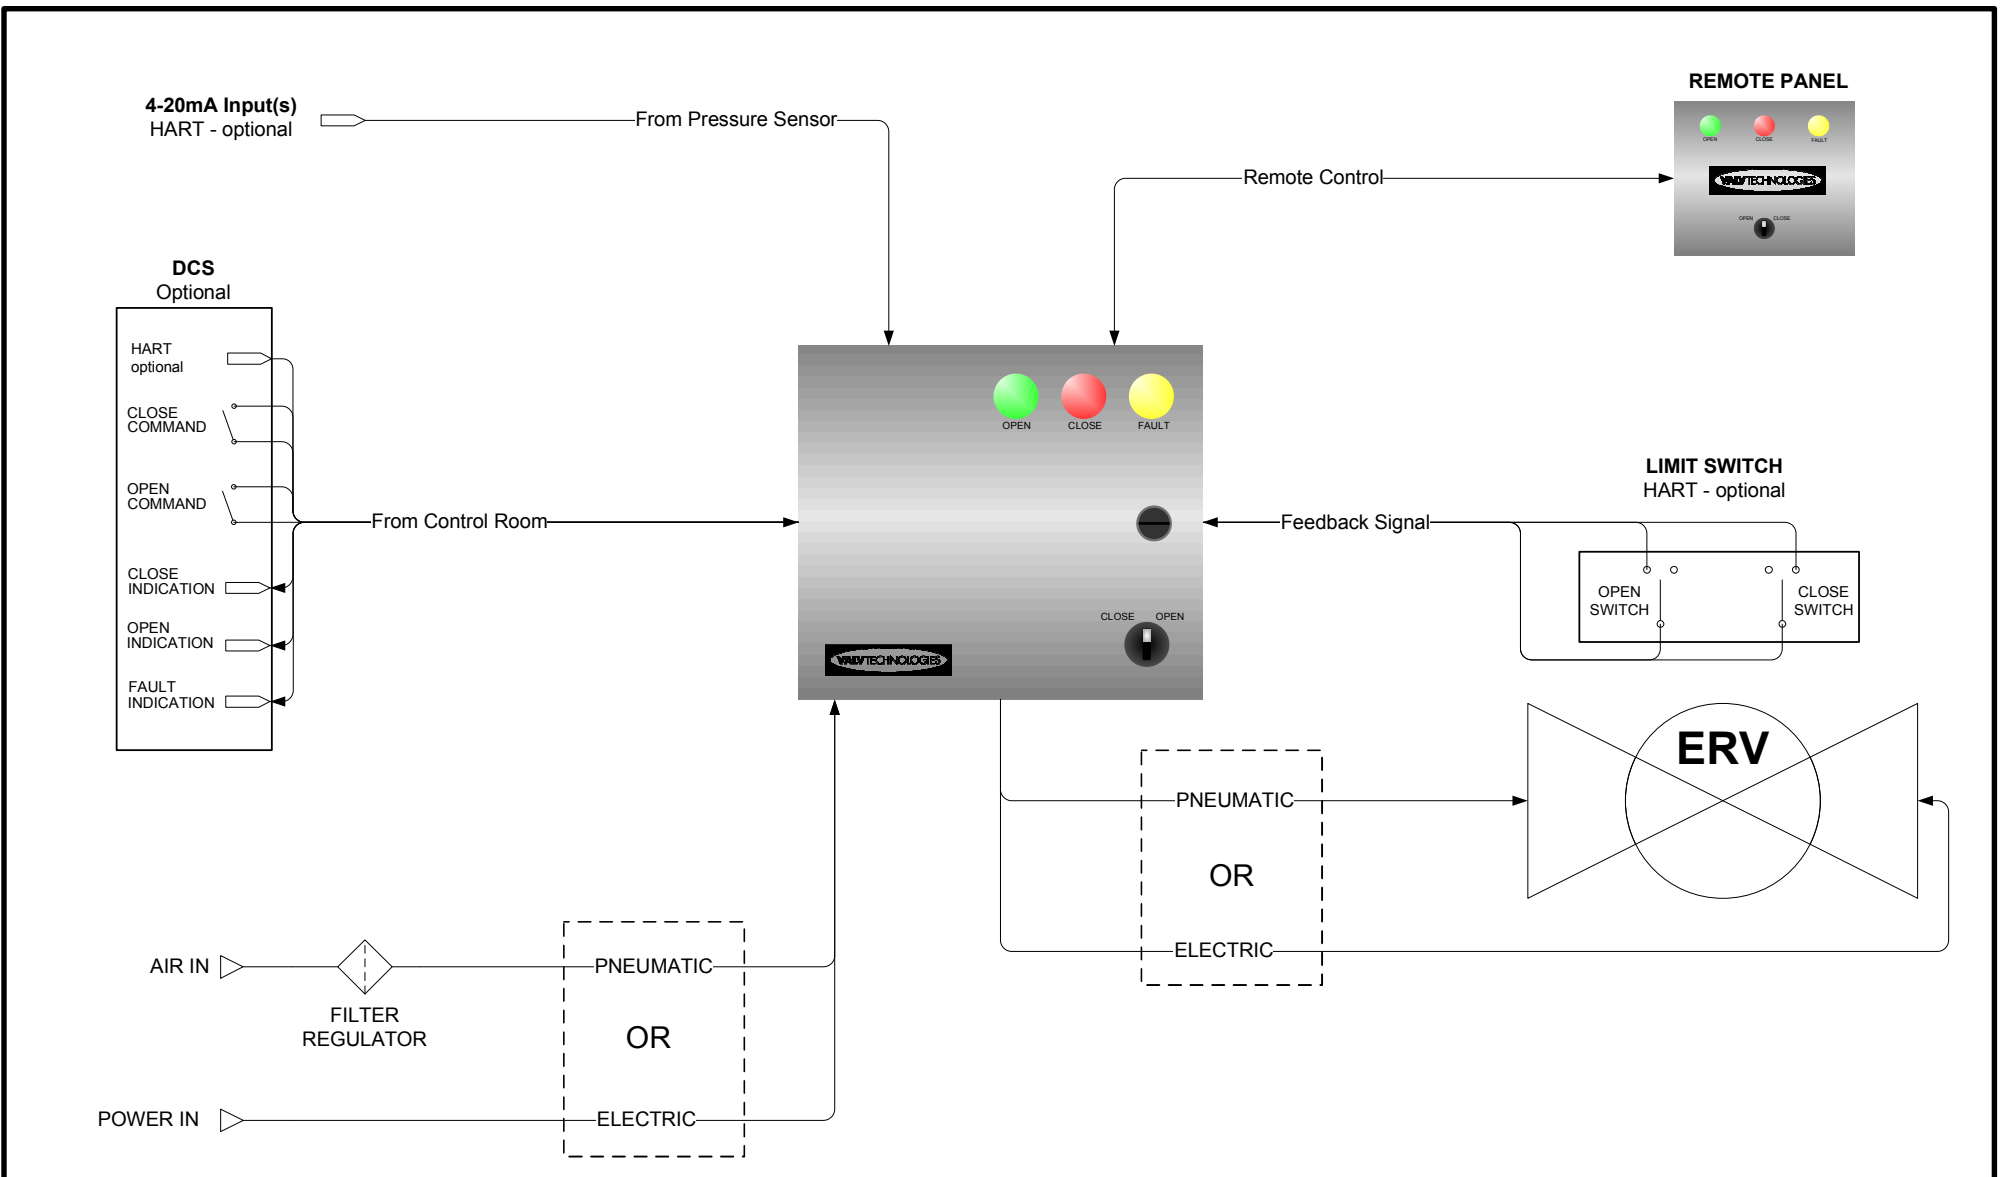 4-20mA Input(s)
HART - optional
From Pressure Sensor
REMOTE PANEL
OPEN
CLOSE
FAULT
VALVTECHNOLOGIES
OPEN
CLOSE
Remote Control
DCS
Optional
HART
optional
CLOSE
COMMAND
OPEN
COMMAND
CLOSE
INDICATION
OPEN
INDICATION
FAULT
INDICATION
From Control Room
OPEN
CLOSE
FAULT
CLOSE
OPEN
VALVTECHNOLOGIES
Feedback Signal
LIMIT SWITCH
HART - optional
OPEN
SWITCH
CLOSE
SWITCH
ERV
PNEUMATIC
OR
ELECTRIC
AIR IN
FILTER
REGULATOR
PNEUMATIC
OR
POWER IN
ELECTRIC